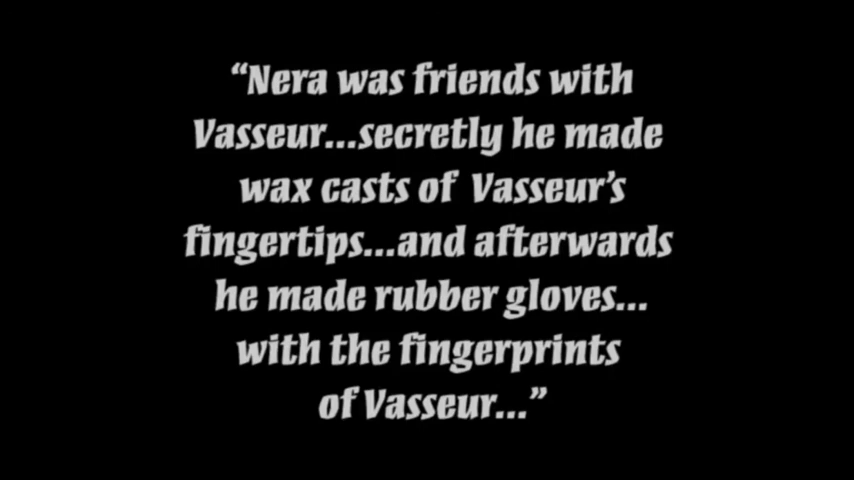 “Nera was friends with
Vasseur...secretly he made
wax casts of Vasseur’s
fingertips...and afterwards
he made rubber gloves...
with the fingerprints
of Vasseur...”